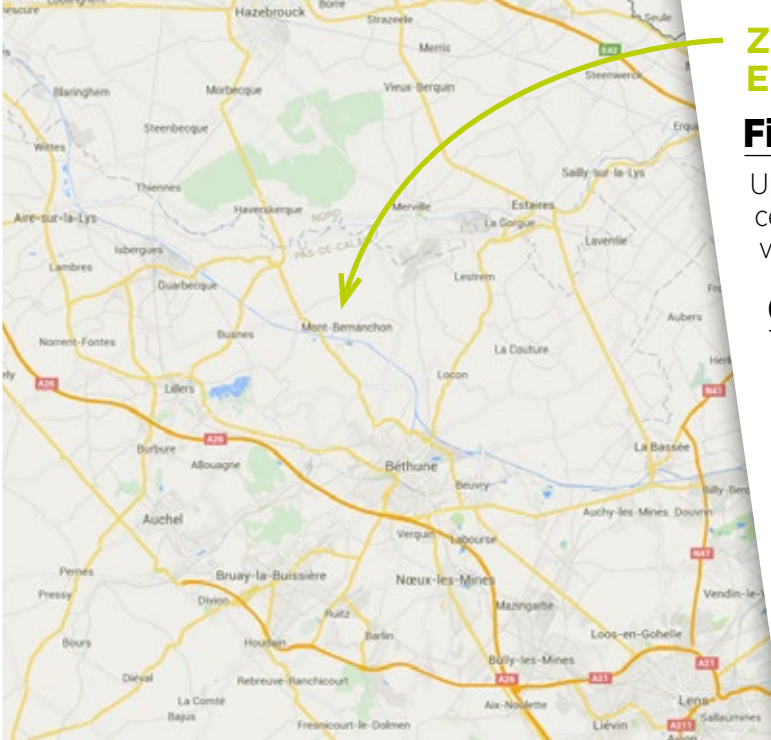 Hazebrouck
Borre
Strazeele
Seule
Merris
E42
Steenwerck
Blaringhem
Morbecque
Vieux-Berquin
Steenbecque
Wittes
Sailly-sur-la-Lys
Thiennes
Haverskerque
Merville
Estaires
Aire-sur-la-Lys
NORD
La Gorgue
PAS-DE-CALAI
Laventie
Isbergues
Lambres
Guarbecque
Lestrem
Aubers
Busnes
Mont-Bernanchon
Norrent-Fontes
La Couture
A26
Lillers
Locon
N41
A26
Burbure
Allouagne
Béthune
La Bassée
Beuvry
Auchel
Auchy-les-Mines
Douvrin
Verquin
Labourse
N47
Pernes
Pressy
Bruay-la-Buissière
Nœux-les-Mines
Vendin-le-
Divion
Mazingarbe
Ruitz
Bours
Houdain
Barlin
Loos-en-Gohelle
Bully-les-Mines
A21
Diéval
Rebreuve-Ranchicourt
A26
A21
La Comté
Aix-Noulette
Lens
Bajus
Fresnicourt-le-Dolmen
Liévin
A211
Sallaumines
Z
E
Fi
U
ce
v